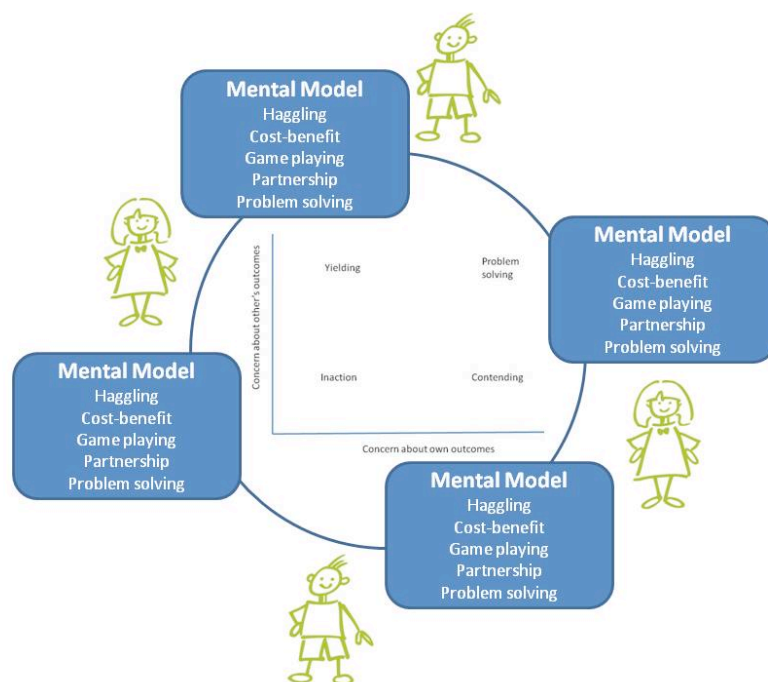 Mental Model
Haggling
Cost-benefit
Game playing
Partnership
Problem solving
Mental Model
Haggling
Cost-benefit
Game playing
Partnership
Problem solving
Concern about other's outcomes
Yielding
Problem
solving
Inaction
Contending
Concern about own outcomes
Mental Model
Haggling
Cost-benefit
Game playing
Partnership
Problem solving
Mental Model
Haggling
Cost-benefit
Game playing
Partnership
Problem solving